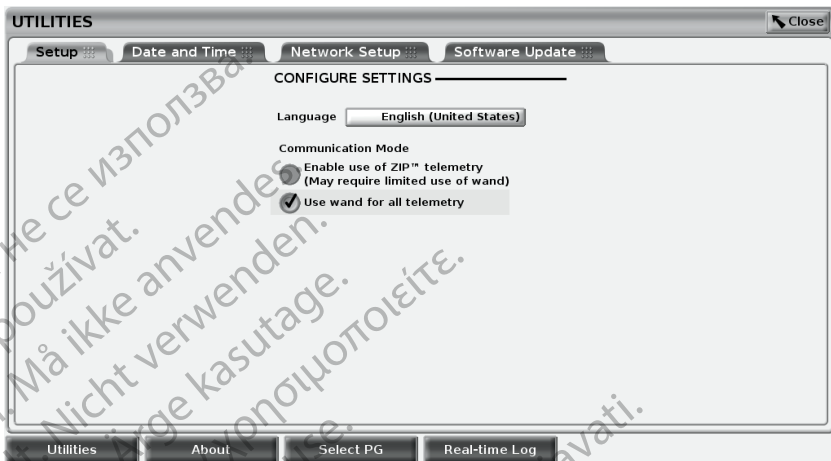 UTILITIES
Close
Setup
Date and Time
Network Setup
Software Update
CONFIGURE SETTINGS
Language
English (United States)
Communication Mode
Enable use of ZIP™ telemetry
(May require limited use of wand)
Use wand for all telemetry
не се използва.
používat.
Må ikke anvendes.
Nicht verwenden.
Ärge kasutage.
Utilities
About
Select PG
Real-time Log